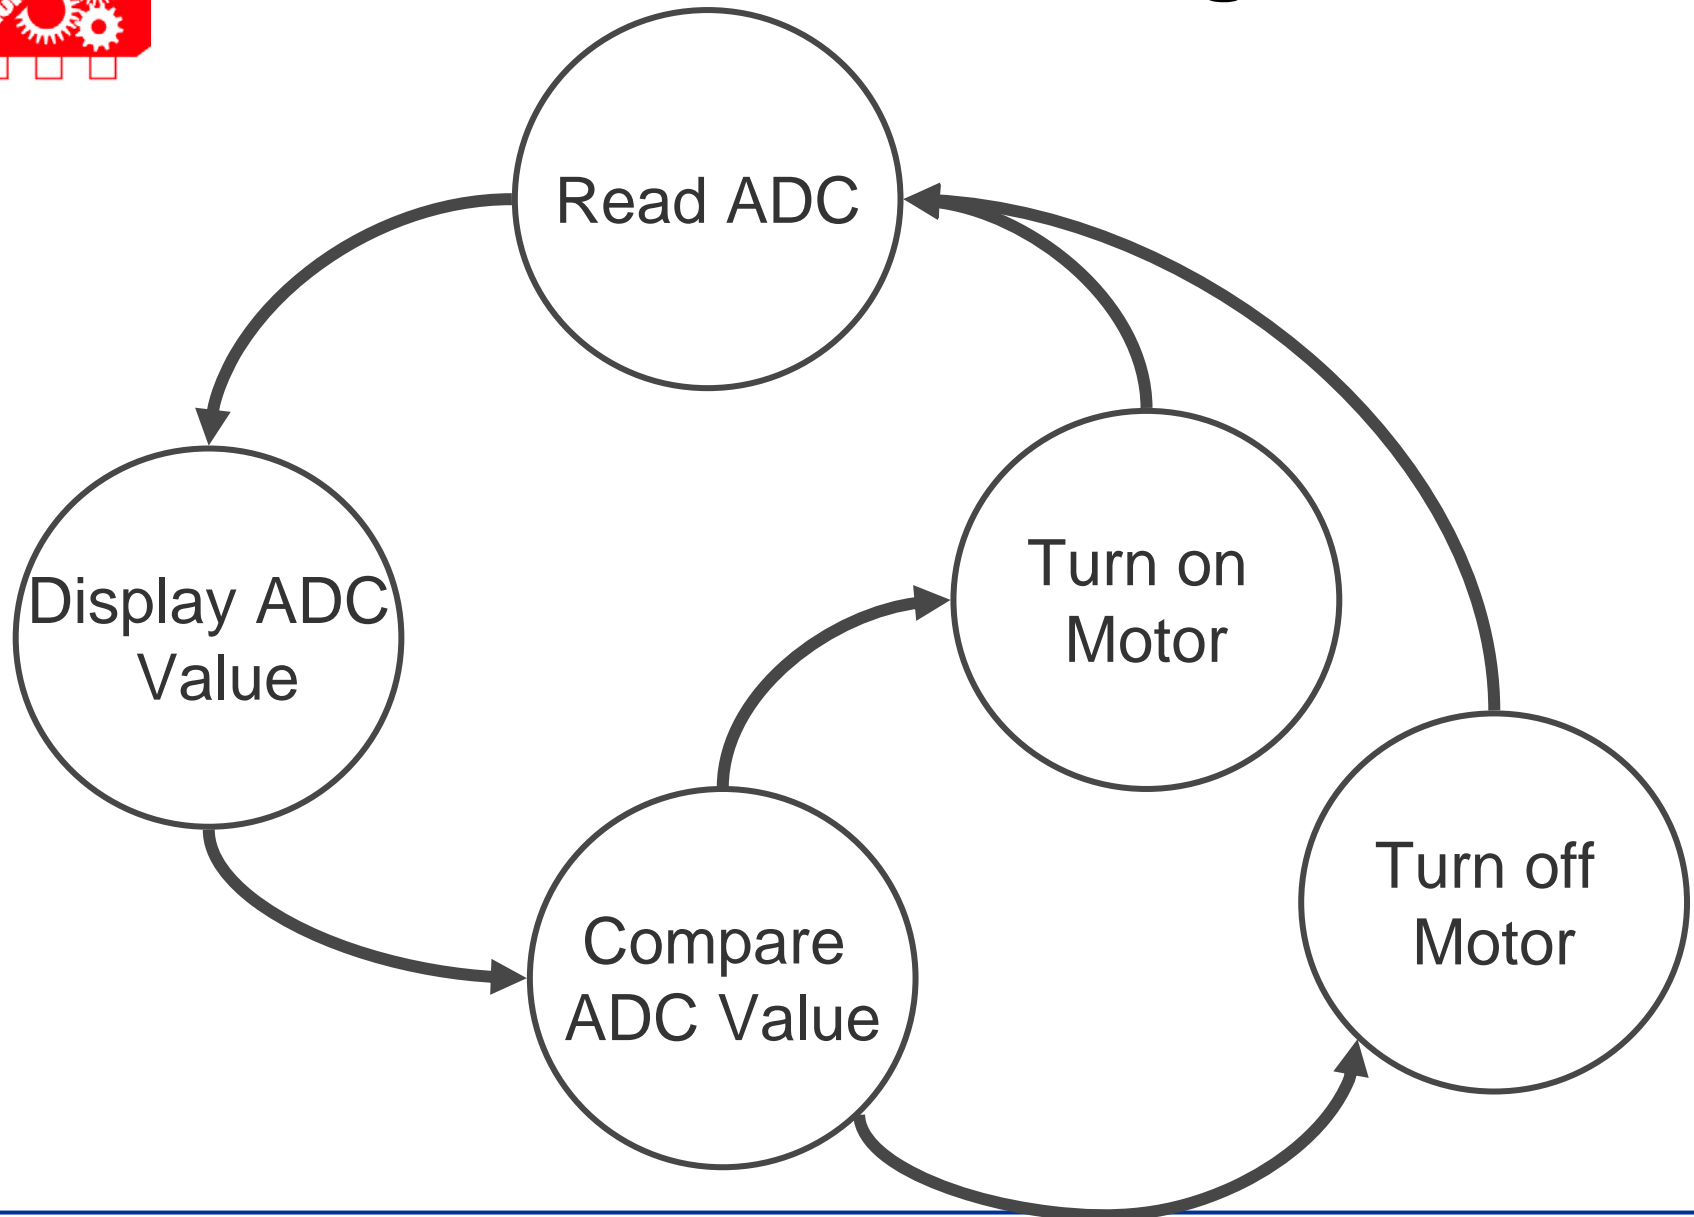 Read ADC
Display ADC
Value
Turn on
Motor
Compare
ADC Value
Turn off
Motor